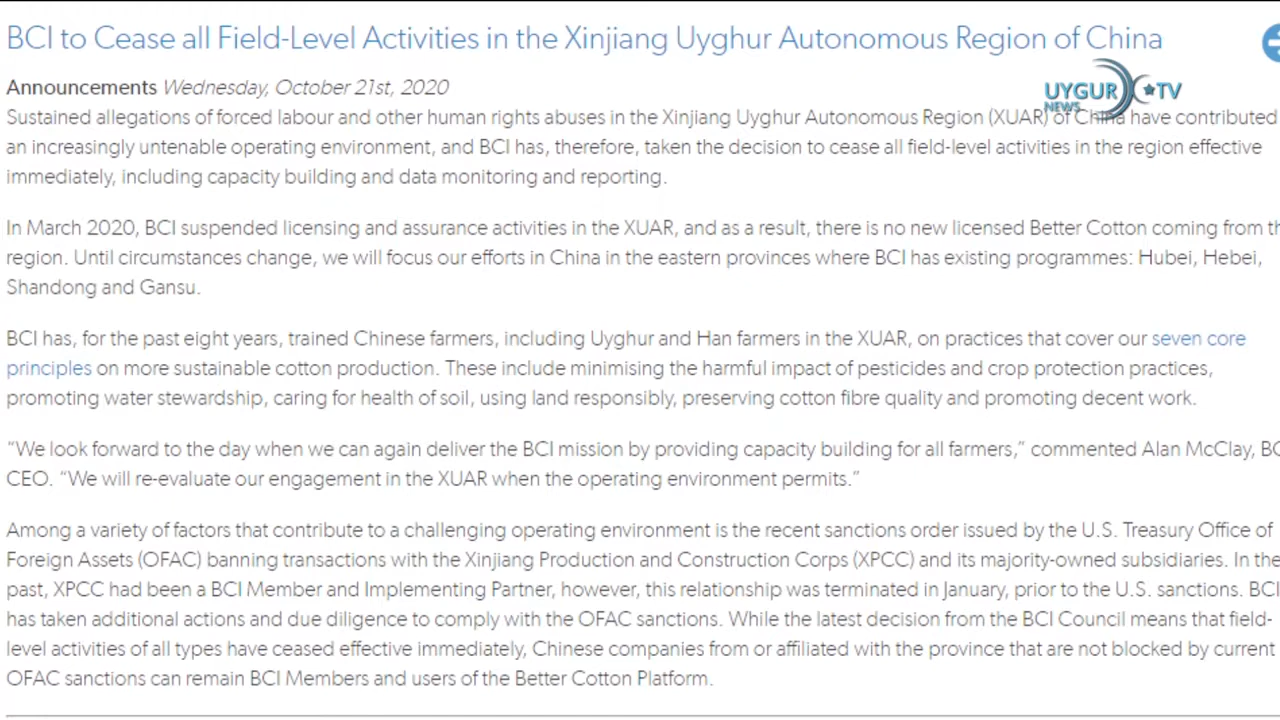 BCI to Cease all Field-Level Activities in the Xinjiang Uyghur Autonomous Region of China
Announcements Wednesday, October 21st, 2020
UYGUR TV
NEWS
Sustained allegations of forced labour and other human rights abuses in the Xinjiang Uyghur Autonomous Region (XUAR) of China have contributed
an increasingly untenable operating environment, and BCI has, therefore, taken the decision to cease all field-level activities in the region effective
immediately, including capacity building and data monitoring and reporting.
In March 2020, BCI suspended licensing and assurance activities in the XUAR, and as a result, there is no new licensed Better Cotton coming from th
region. Until circumstances change, we will focus our efforts in China in the eastern provinces where BCI has existing programmes: Hubei, Hebei,
Shandong and Gansu.
BCI has, for the past eight years, trained Chinese farmers, including Uyghur and Han farmers in the XUAR, on practices that cover our seven core
principles on more sustainable cotton production. These include minimising the harmful impact of pesticides and crop protection practices,
promoting water stewardship, caring for health of soil, using land responsibly, preserving cotton fibre quality and promoting decent work.
“We look forward to the day when we can again deliver the BCI mission by providing capacity building for all farmers,” commented Alan McClay, BC
CEO. “We will re-evaluate our engagement in the XUAR when the operating environment permits.”
Among a variety of factors that contribute to a challenging operating environment is the recent sanctions order issued by the U.S. Treasury Office of
Foreign Assets (OFAC) banning transactions with the Xinjiang Production and Construction Corps (XPCC) and its majority-owned subsidiaries. In the
past, XPCC had been a BCI Member and Implementing Partner, however, this relationship was terminated in January, prior to the U.S. sanctions. BCI
has taken additional actions and due diligence to comply with the OFAC sanctions. While the latest decision from the BCI Council means that field-
level activities of all types have ceased effective immediately, Chinese companies from or affiliated with the province that are not blocked by current
OFAC sanctions can remain BCI Members and users of the Better Cotton Platform.